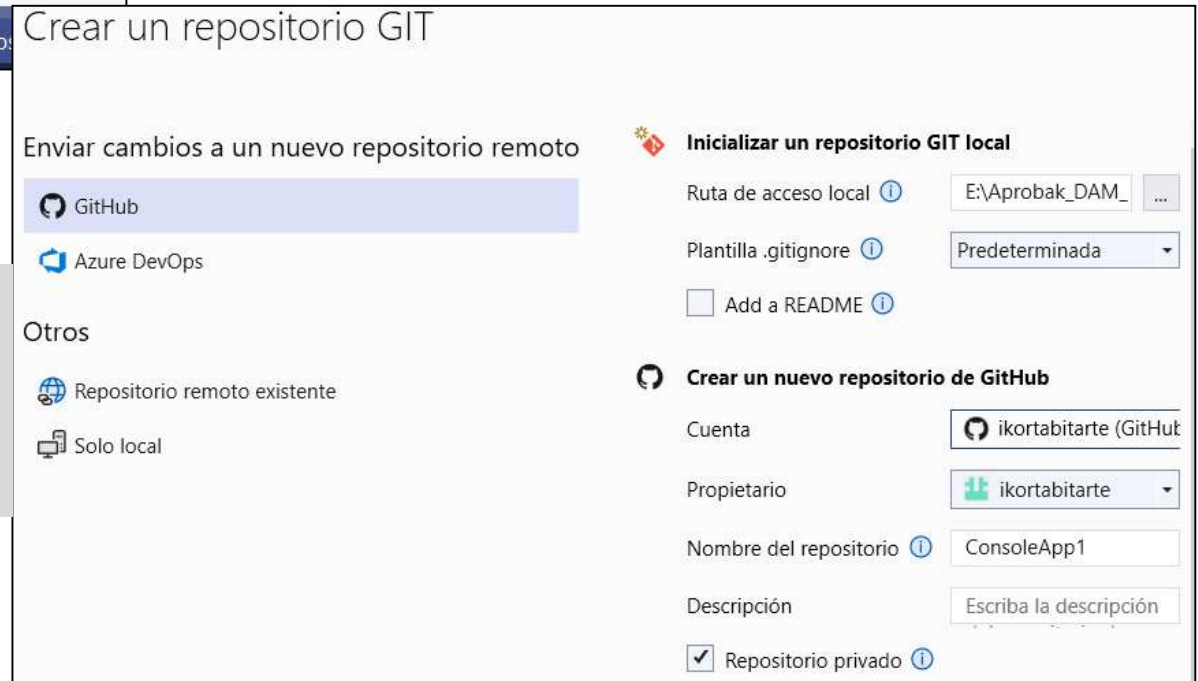 Crear un repositorio GIT
Enviar cambios a un nuevo repositorio remoto
GitHub
Azure DevOps
Otros
Repositorio remoto existente
Solo local
Inicializar un repositorio GIT local
Ruta de acceso local
E:\Aprobak_DAM_ ...
Plantilla .gitignore
Predeterminada
Add a README
Crear un nuevo repositorio de GitHub
Cuenta
ikortabitarte (GitHub
Propietario
ikortabitarte
Nombre del repositorio
ConsoleApp1
Descripción
Escriba la descripción
Repositorio privado